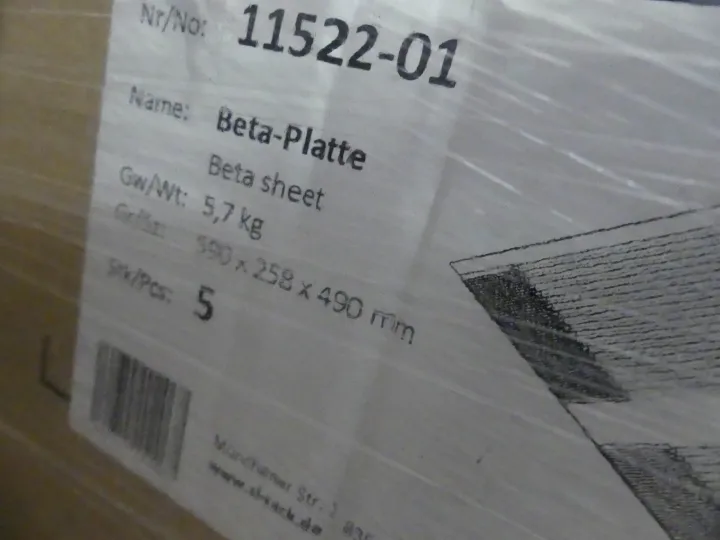 Nr/No: 11522-01
Name: Beta-Platte
Beta sheet
Gw/Wt: 5,7 kg
590 x 258 x 490 mm
Stk/Pcs: 5
Str.